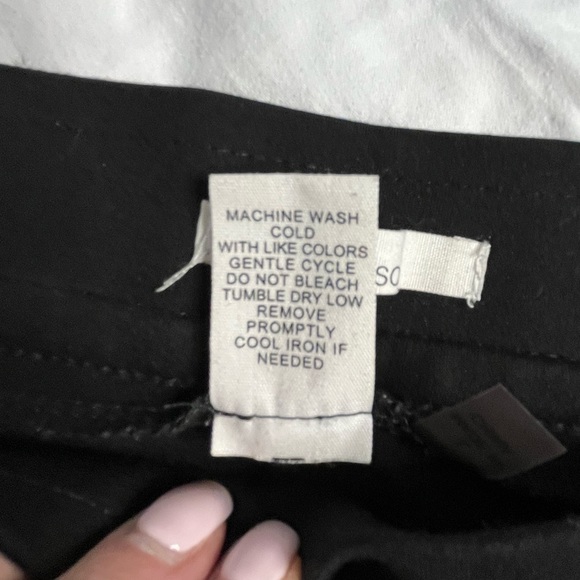 MACHINE WASH
COLD
WITH LIKE COLORS
GENTLE CYCLE
DO NOT BLEACH
TUMBLE DRY LOW
REMOVE
PROMPTLY
COOL IRON IF
NEEDED
SO